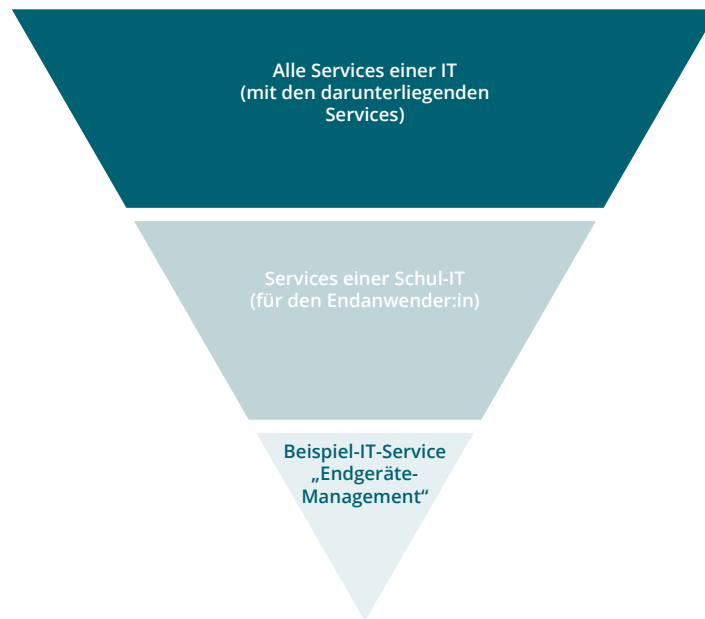 Alle Services einer IT
(mit den darunterliegenden
Services)
Services einer Schul-IT
(für den Endanwender:in)
Beispiel-IT-Service
„Endgeräte-
Management“